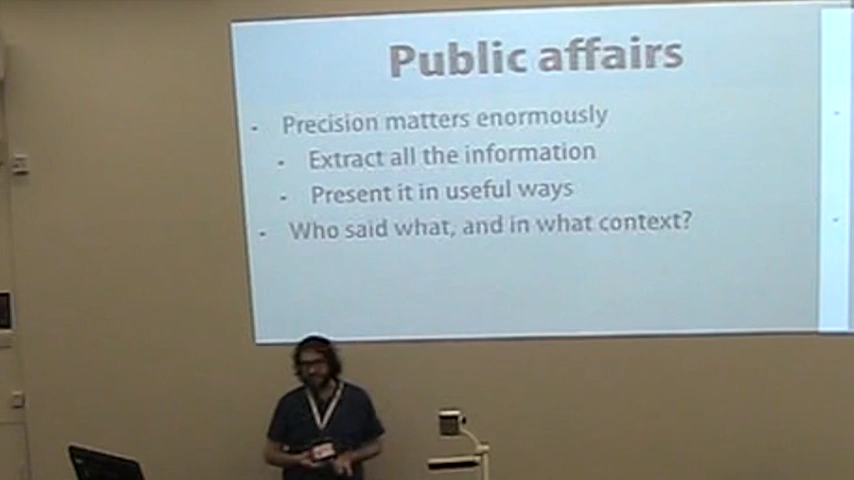 Public affairs
- Precision matters enormously
- Extract all the information
- Present it in useful ways
- Who said what, and in what context?